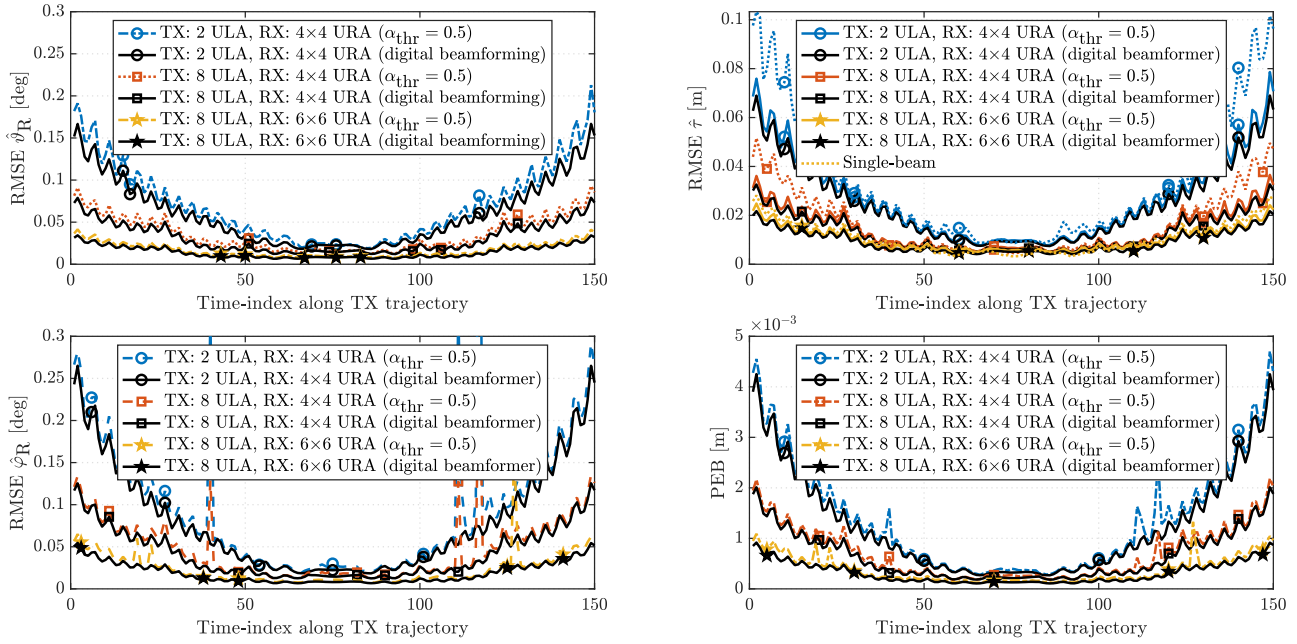 0.3
0.25
0.2
0.15
0.1
0.05
0
RMSE ϑ̂_R [deg]
TX: 2 ULA, RX: 4×4 URA (α_thr = 0.5)
TX: 2 ULA, RX: 4×4 URA (digital beamforming)
TX: 8 ULA, RX: 4×4 URA (α_thr = 0.5)
TX: 8 ULA, RX: 4×4 URA (digital beamforming)
TX: 8 ULA, RX: 6×6 URA (α_thr = 0.5)
TX: 8 ULA, RX: 6×6 URA (digital beamforming)
0 50 100 150
Time-index along TX trajectory
0.1
0.08
0.06
0.04
0.02
0
RMSE τ̂ [m]
TX: 2 ULA, RX: 4×4 URA (α_thr = 0.5)
TX: 2 ULA, RX: 4×4 URA (digital beamformer)
TX: 8 ULA, RX: 4×4 URA (α_thr = 0.5)
TX: 8 ULA, RX: 4×4 URA (digital beamformer)
TX: 8 ULA, RX: 6×6 URA (α_thr = 0.5)
TX: 8 ULA, RX: 6×6 URA (digital beamformer)
Single-beam
0 50 100 150
Time-index along TX trajectory
0.3
0.25
0.2
0.15
0.1
0.05
0
RMSE φ̂_R [deg]
TX: 2 ULA, RX: 4×4 URA (α_thr = 0.5)
TX: 2 ULA, RX: 4×4 URA (digital beamformer)
TX: 8 ULA, RX: 4×4 URA (α_thr = 0.5)
TX: 8 ULA, RX: 4×4 URA (digital beamformer)
TX: 8 ULA, RX: 6×6 URA (α_thr = 0.5)
TX: 8 ULA, RX: 6×6 URA (digital beamformer)
0 50 100 150
Time-index along TX trajectory
×10⁻³
5
4
3
2
1
0
PEB [m]
TX: 2 ULA, RX: 4×4 URA (α_thr = 0.5)
TX: 2 ULA, RX: 4×4 URA (digital beamformer)
TX: 8 ULA, RX: 4×4 URA (α_thr = 0.5)
TX: 8 ULA, RX: 4×4 URA (digital beamformer)
TX: 8 ULA, RX: 6×6 URA (α_thr = 0.5)
TX: 8 ULA, RX: 6×6 URA (digital beamformer)
0 50 100 150
Time-index along TX trajectory